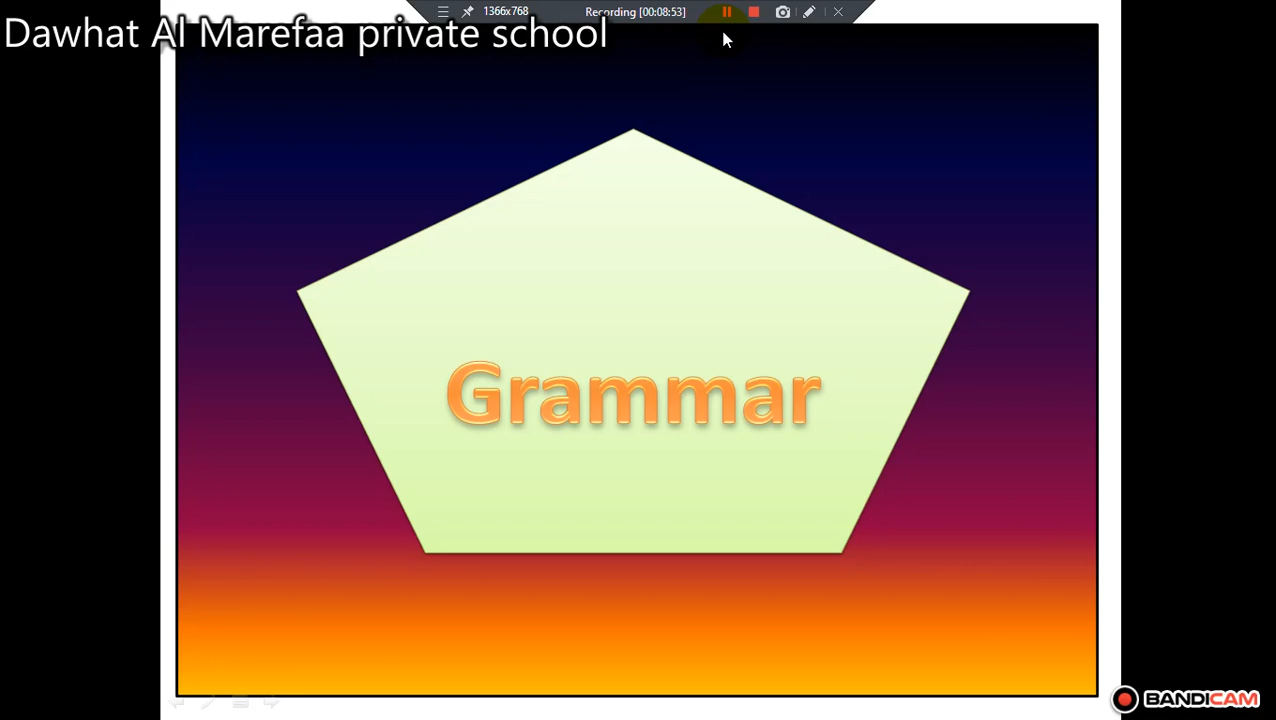 1366x768
Recording [00:08:53]
Dawhat Al Marefaa private school
Grammar
BANDICAM